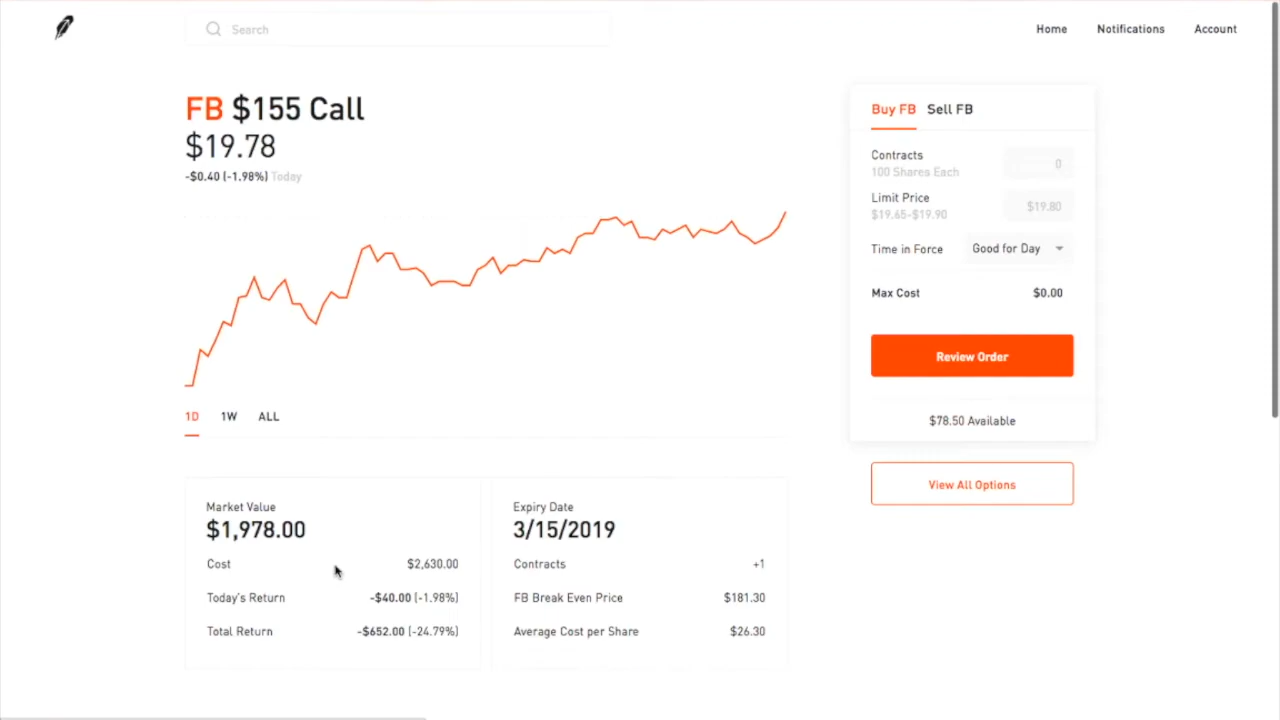 Search
Home Notifications Account
FB $155 Call
$19.78
-$0.40 (-1.98%) Today
1D 1W ALL
Market Value
$1,978.00
Cost $2,630.00
Today's Return -$40.00 (-1.98%)
Total Return -$652.00 (-24.79%)
Expiry Date
3/15/2019
Contracts +1
FB Break Even Price $181.30
Average Cost per Share $26.30
Buy FB Sell FB
Contracts 0
100 Shares Each
Limit Price $19.80
$19.65-$19.90
Time in Force Good for Day
Max Cost $0.00
Review Order
$78.50 Available
View All Options